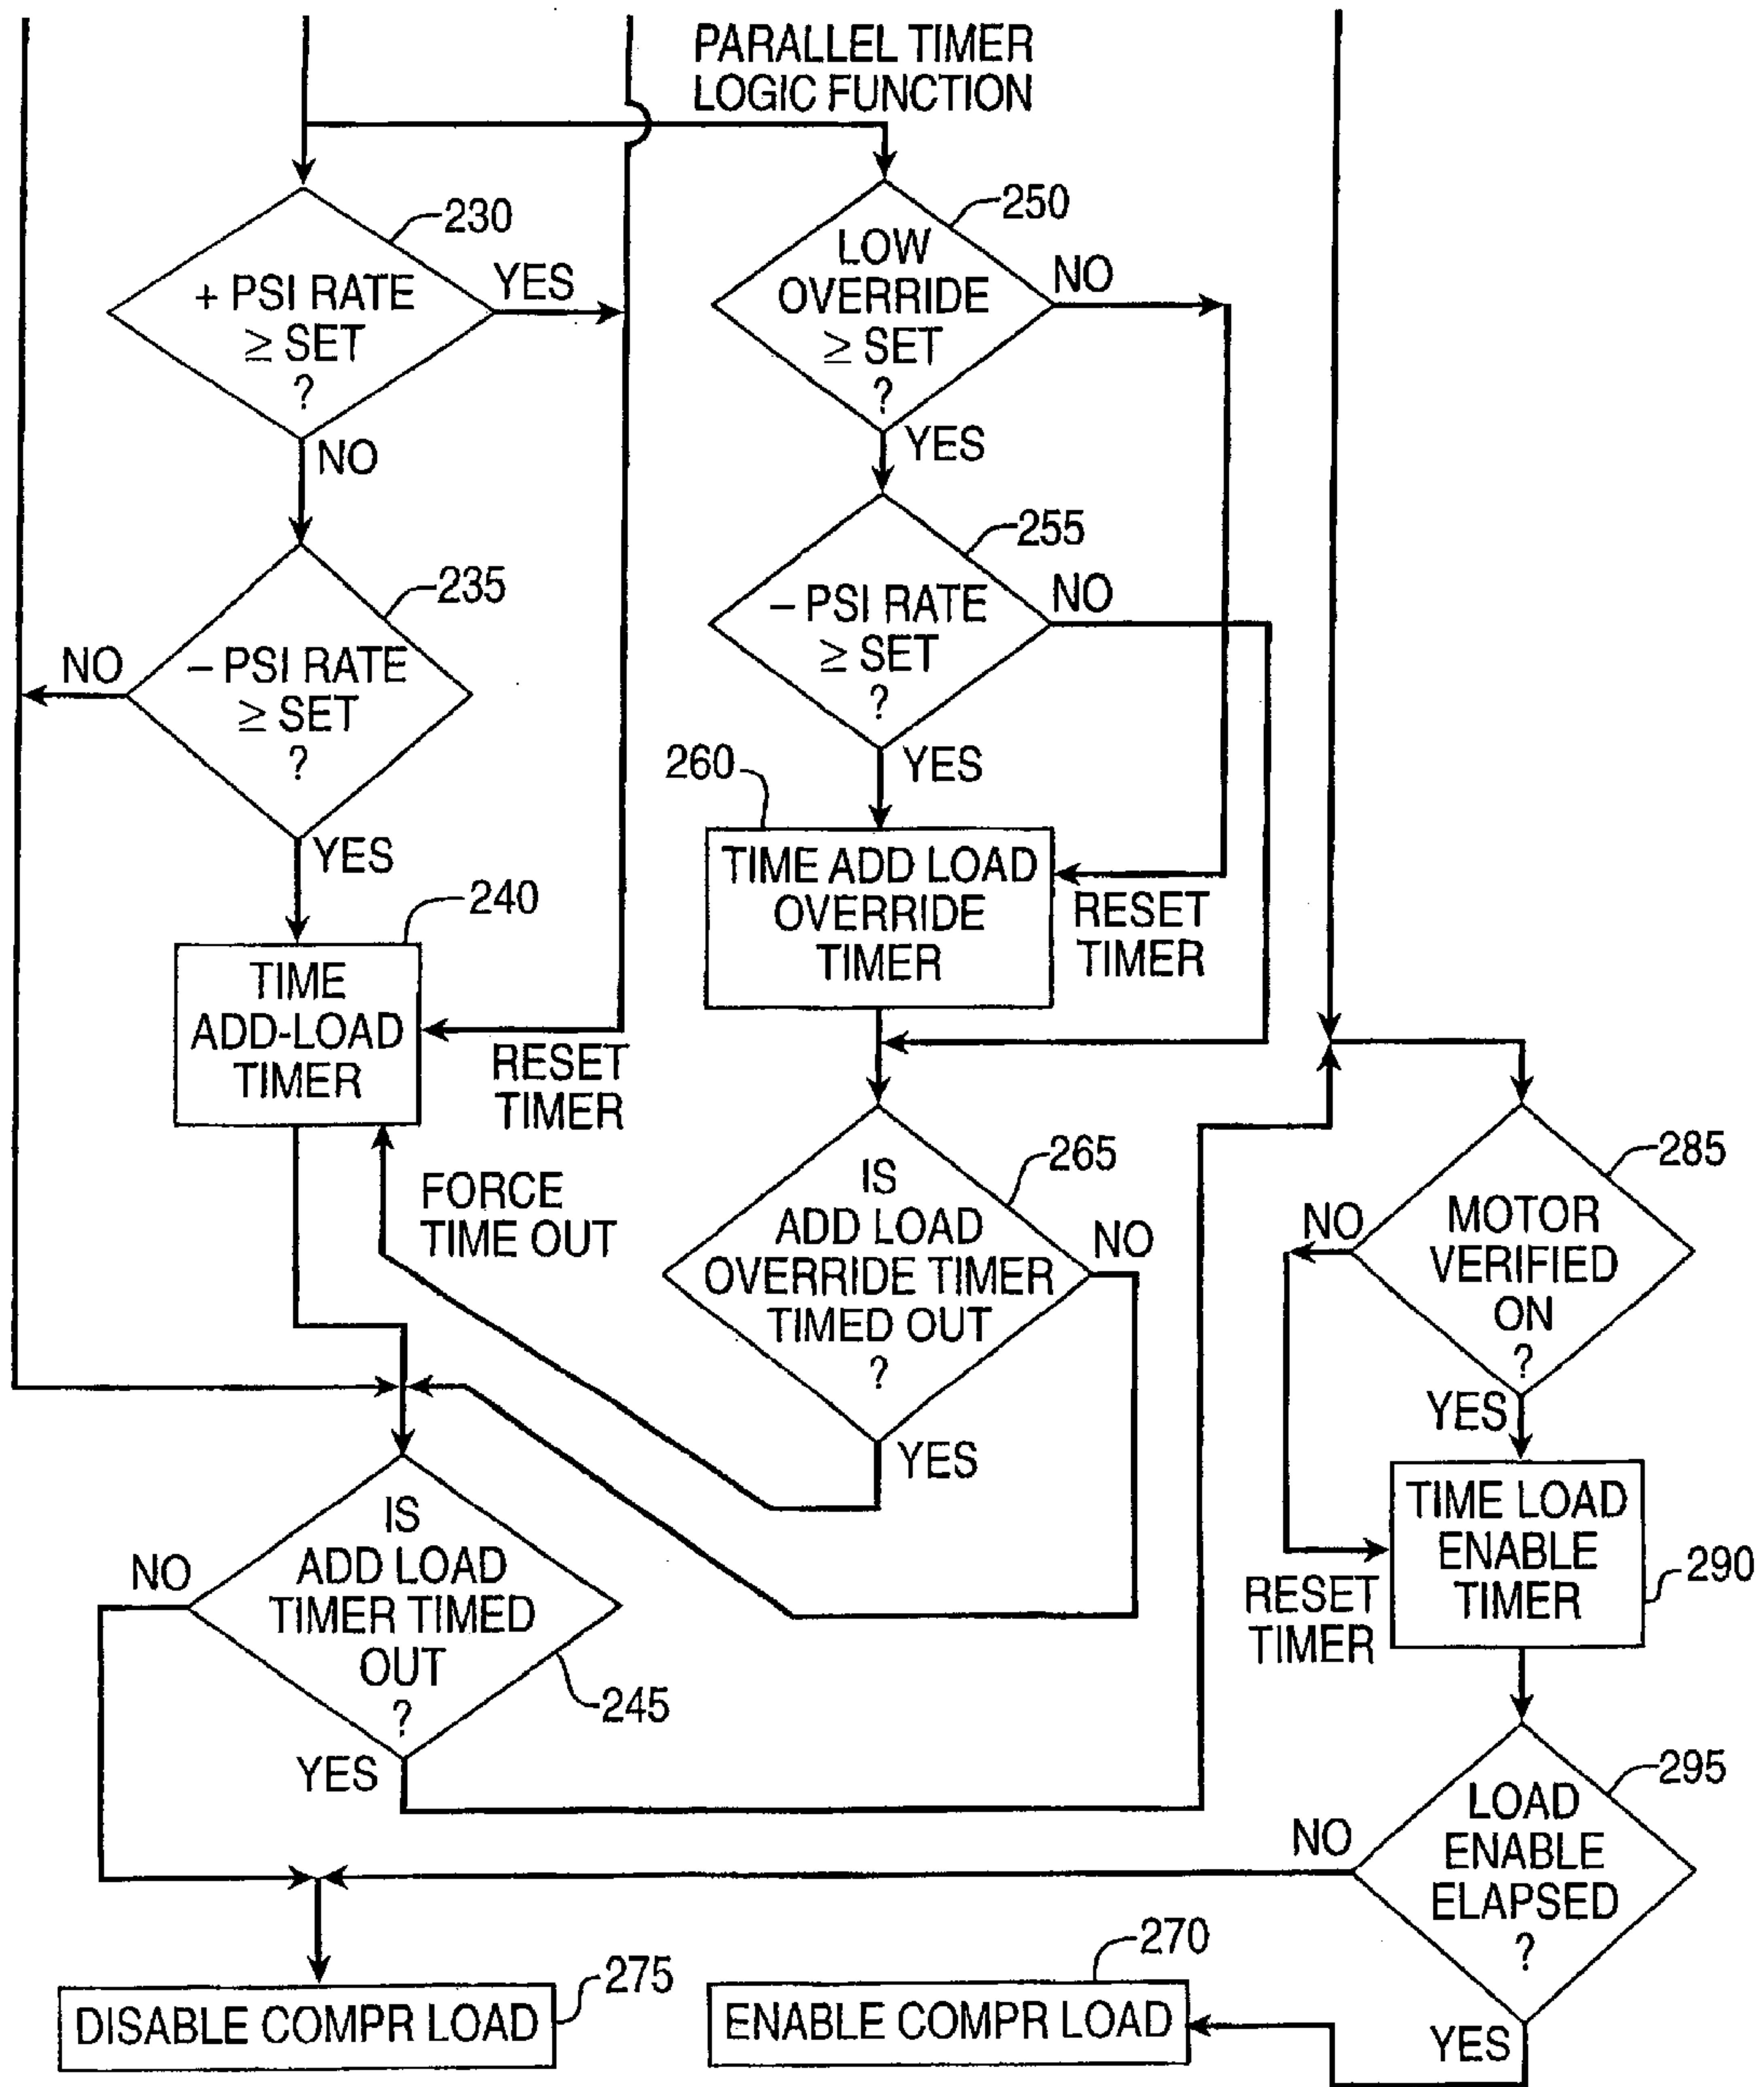 PARALLEL TIMER
LOGIC FUNCTION
230
+ PSI RATE
≥ SET
?
YES
NO
250
LOW
OVERRIDE
≥ SET
?
NO
YES
235
– PSI RATE
≥ SET
?
NO
YES
255
– PSI RATE
≥ SET
?
NO
YES
240
TIME
ADD-LOAD
TIMER
RESET
TIMER
FORCE
TIME OUT
260
TIME ADD LOAD
OVERRIDE
TIMER
RESET
TIMER
265
IS
ADD LOAD
OVERRIDE TIMER
TIMED OUT
?
NO
YES
285
MOTOR
VERIFIED
ON
?
NO
YES
TIME LOAD
ENABLE
TIMER
290
RESET
TIMER
IS
ADD LOAD
TIMER TIMED
OUT
?
NO
245
YES
295
LOAD
ENABLE
ELAPSED
?
NO
YES
275
DISABLE COMPR LOAD
270
ENABLE COMPR LOAD